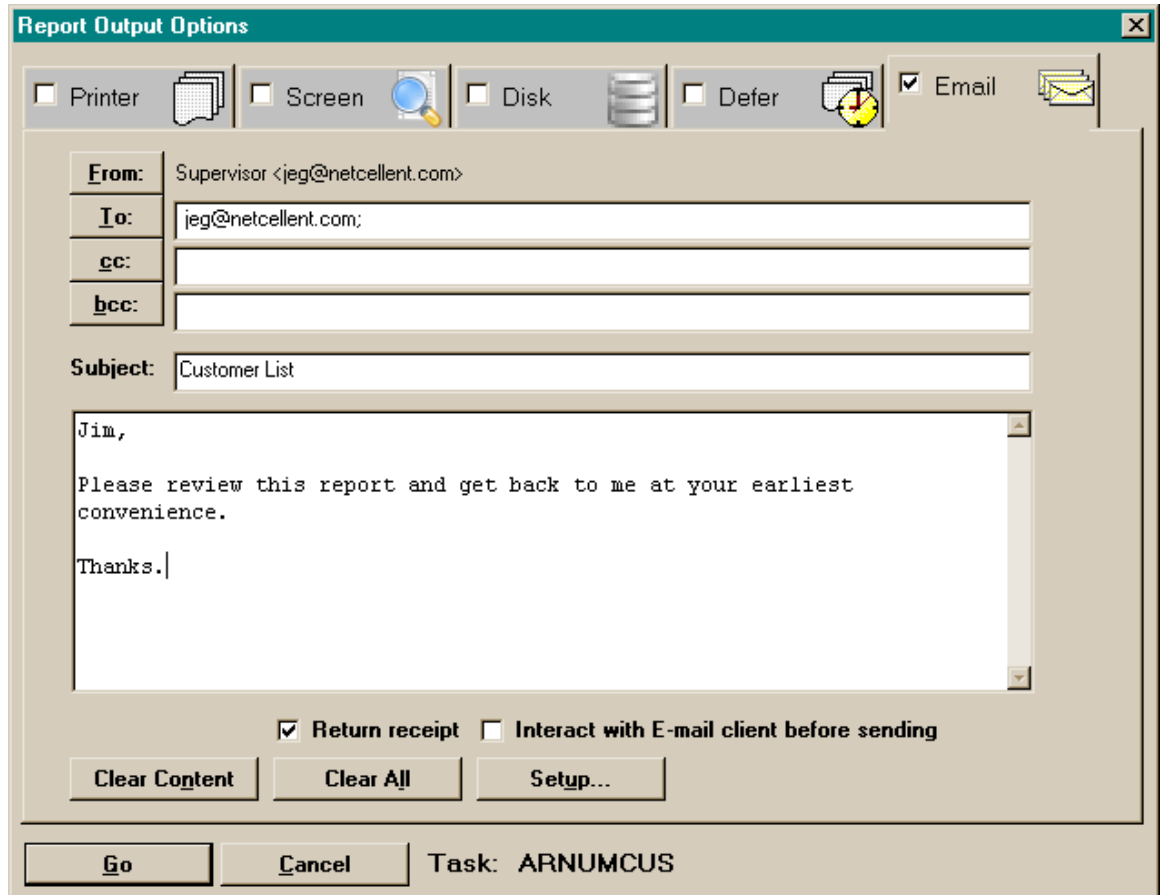 Report Output Options
Printer Screen Disk Defer Email
From: Supervisor <jeg@netcellent.com>
To: jeg@netcellent.com;
cc:
bcc:
Subject: Customer List
Jim,
Please review this report and get back to me at your earliest
convenience.
Thanks.
Return receipt Interact with E-mail client before sending
Clear Content Clear All Setup...
Go Cancel Task: ARNUMCUS